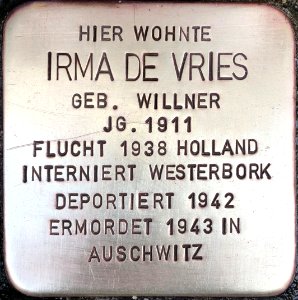 HIER WOHNTE
IRMA DE VRIES
GEB. WILLNER
JG. 1911
FLUCHT 1938 HOLLAND
INTERNIERT WESTERBORK
DEPORTIERT 1942
ERMORDET 1943 IN
AUSCHWITZ